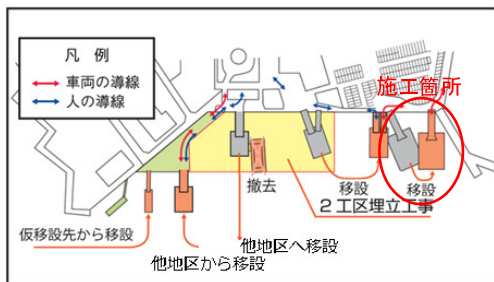 凡 例
車両の導線
人の導線
施工箇所
撤去
移設
移設
2工区埋立工事
仮移設先から移設
他地区へ移設
他地区から移設